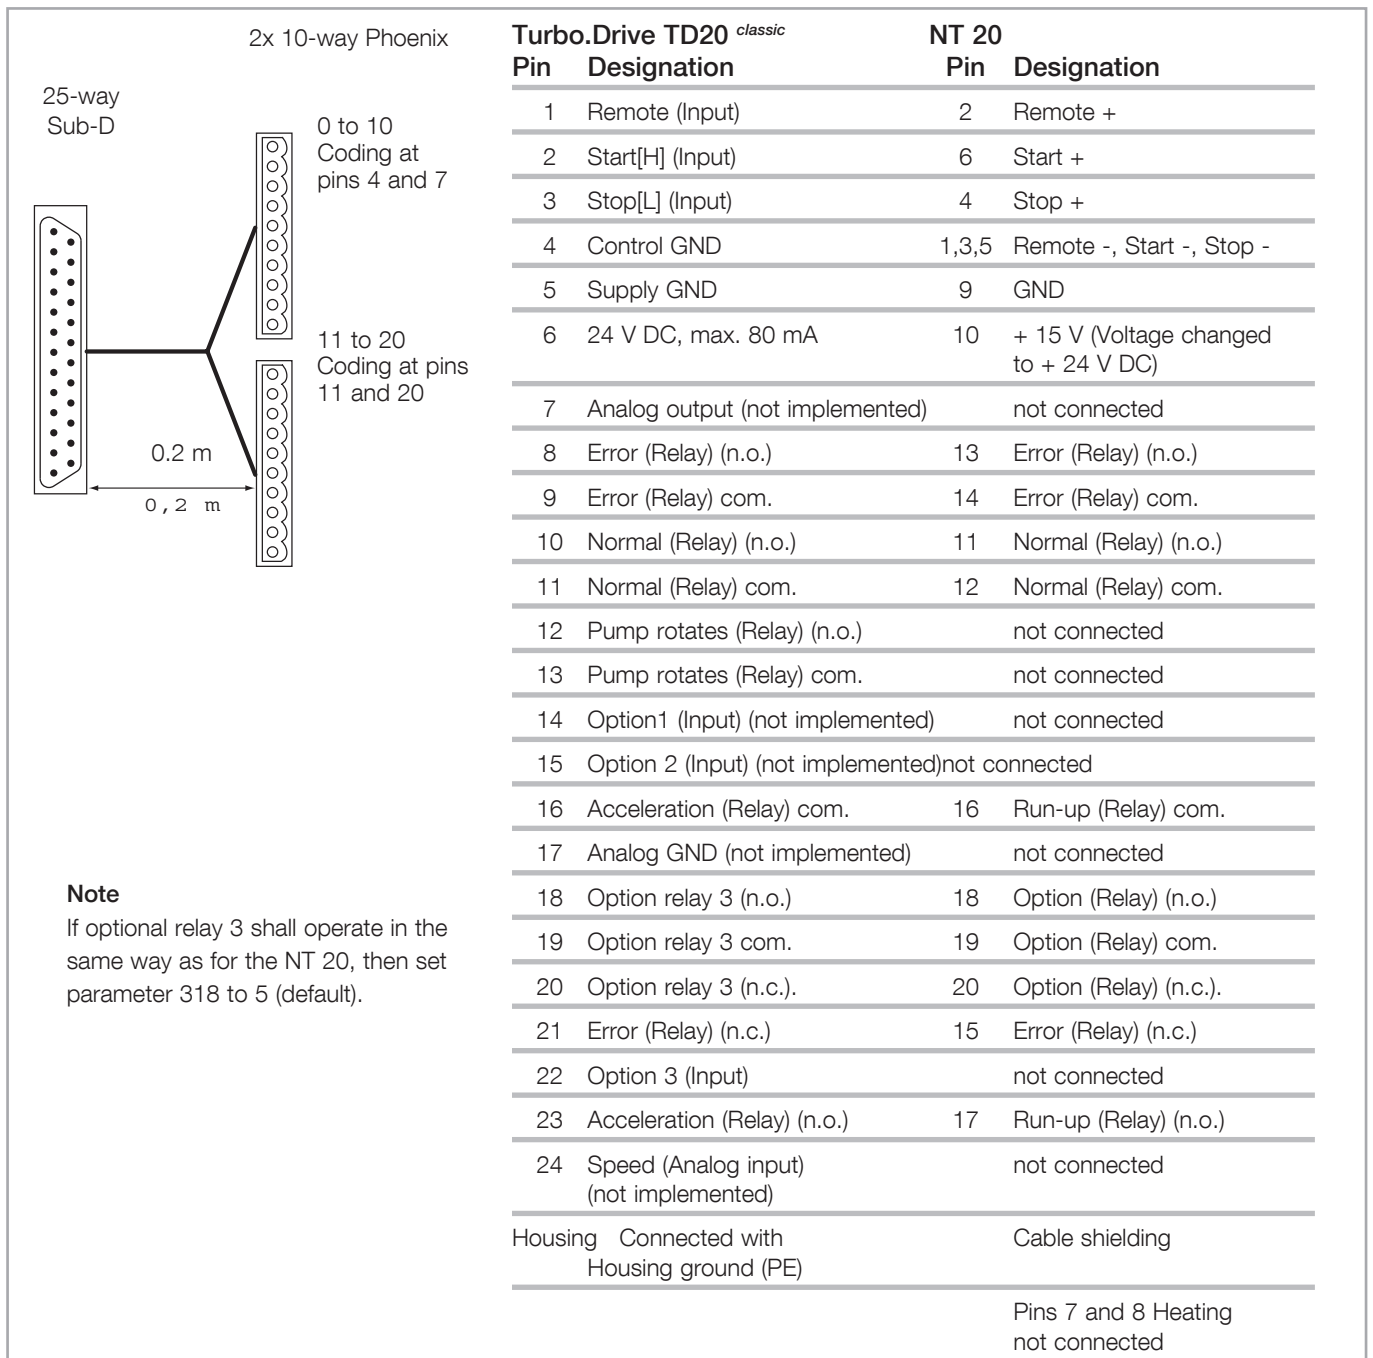 2x 10-way Phoenix
25-way
Sub-D
0 to 10
Coding at
pins 4 and 7
11 to 20
Coding at pins
11 and 20
0.2 m
0,2 m
Note
If optional relay 3 shall operate in the
same way as for the NT 20, then set
parameter 318 to 5 (default).
Turbo.Drive TD20 classic NT 20
Pin Designation Pin Designation
1 Remote (Input) 2 Remote +
2 Start[H] (Input) 6 Start +
3 Stop[L] (Input) 4 Stop +
4 Control GND 1,3,5 Remote -, Start -, Stop -
5 Supply GND 9 GND
6 24 V DC, max. 80 mA 10 + 15 V (Voltage changed
to + 24 V DC)
7 Analog output (not implemented) not connected
8 Error (Relay) (n.o.) 13 Error (Relay) (n.o.)
9 Error (Relay) com. 14 Error (Relay) com.
10 Normal (Relay) (n.o.) 11 Normal (Relay) (n.o.)
11 Normal (Relay) com. 12 Normal (Relay) com.
12 Pump rotates (Relay) (n.o.) not connected
13 Pump rotates (Relay) com. not connected
14 Option1 (Input) (not implemented) not connected
15 Option 2 (Input) (not implemented)not connected
16 Acceleration (Relay) com. 16 Run-up (Relay) com.
17 Analog GND (not implemented) not connected
18 Option relay 3 (n.o.) 18 Option (Relay) (n.o.)
19 Option relay 3 com. 19 Option (Relay) com.
20 Option relay 3 (n.c.). 20 Option (Relay) (n.c.).
21 Error (Relay) (n.c.) 15 Error (Relay) (n.c.)
22 Option 3 (Input) not connected
23 Acceleration (Relay) (n.o.) 17 Run-up (Relay) (n.o.)
24 Speed (Analog input) not connected
(not implemented)
Housing Connected with Cable shielding
Housing ground (PE)
Pins 7 and 8 Heating
not connected